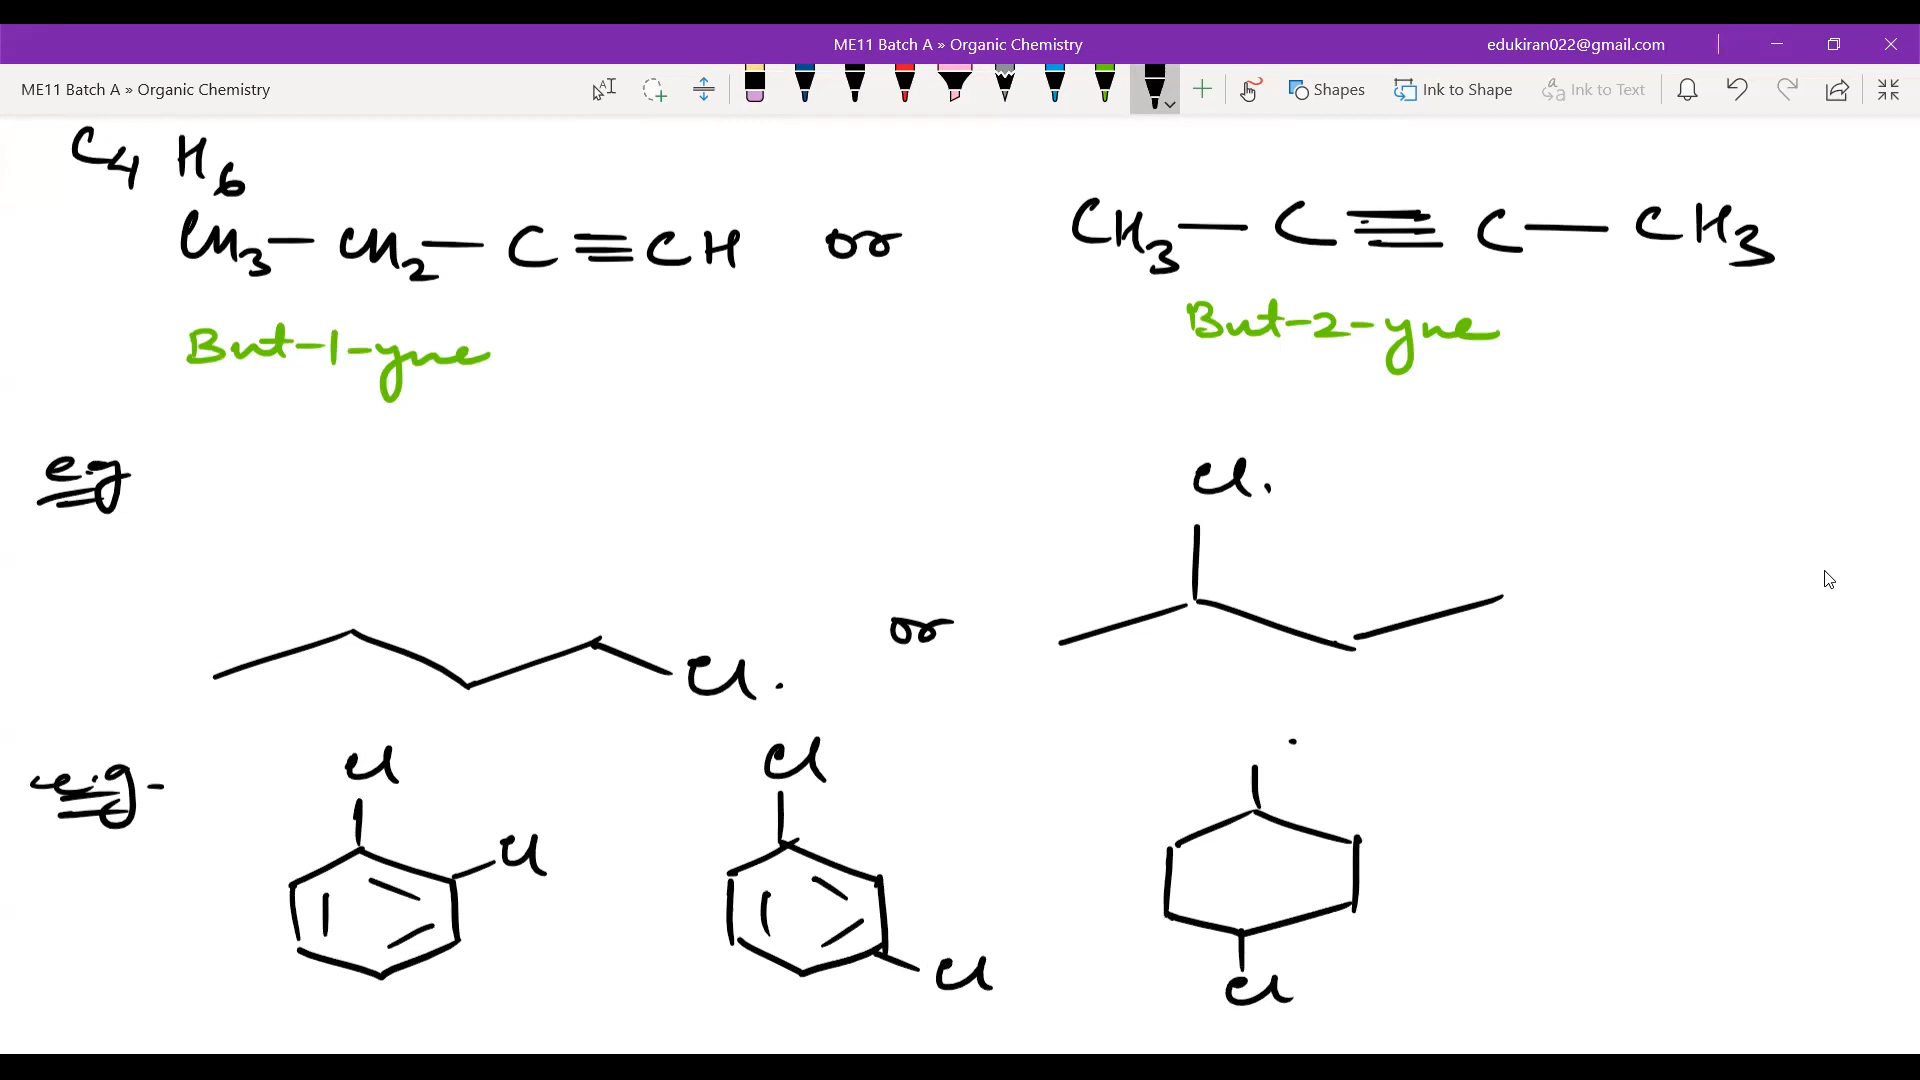 ME11 Batch A » Organic Chemistry
edukiran022@gmail.com
ME11 Batch A » Organic Chemistry
Shapes
Ink to Shape
Ink to Text
C4 H6
CH3 — CH2 — C ≡ CH or CH3 — C ≡ C — CH3
But-1-yne
But-2-yne
e.g
Cl.
or
Cl.
e.g-
Cl
Cl
Cl
Cl
Cl